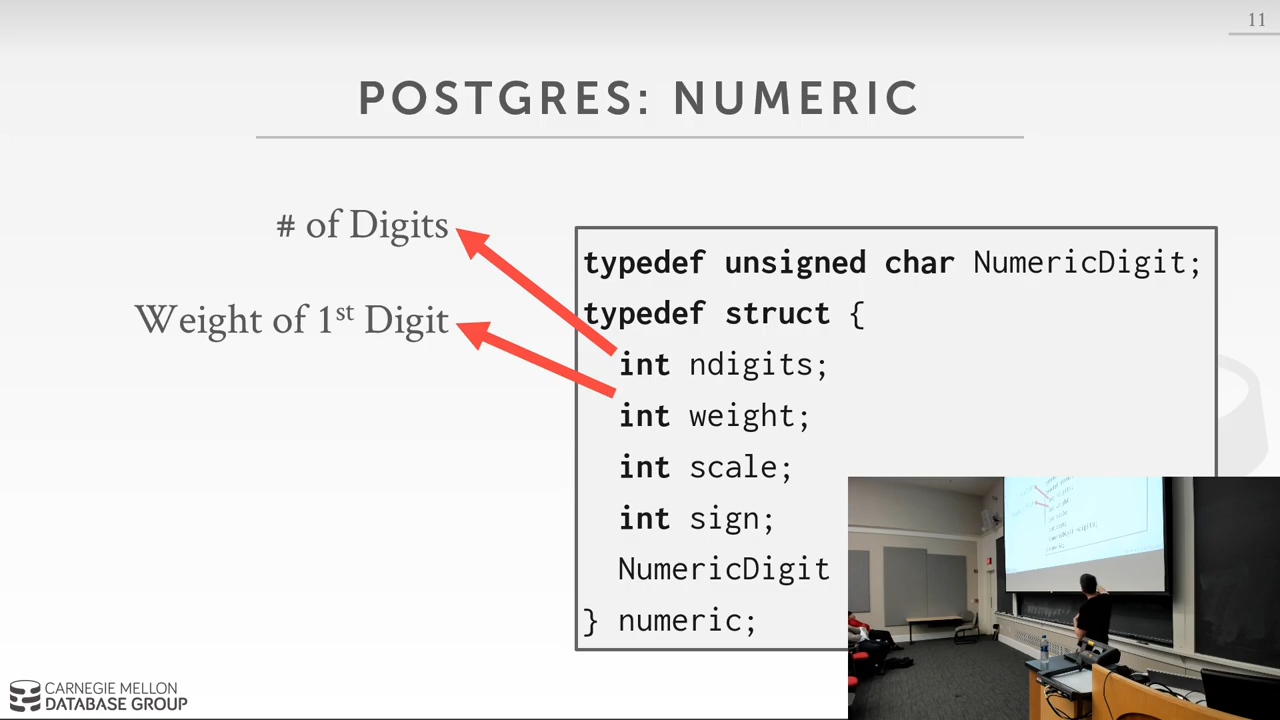 11
POSTGRES: NUMERIC
# of Digits
Weight of 1st Digit
typedef unsigned char NumericDigit;
typedef struct {
int ndigits;
int weight;
int scale;
int sign;
NumericDigit
} numeric;
CARNEGIE MELLON
DATABASE GROUP